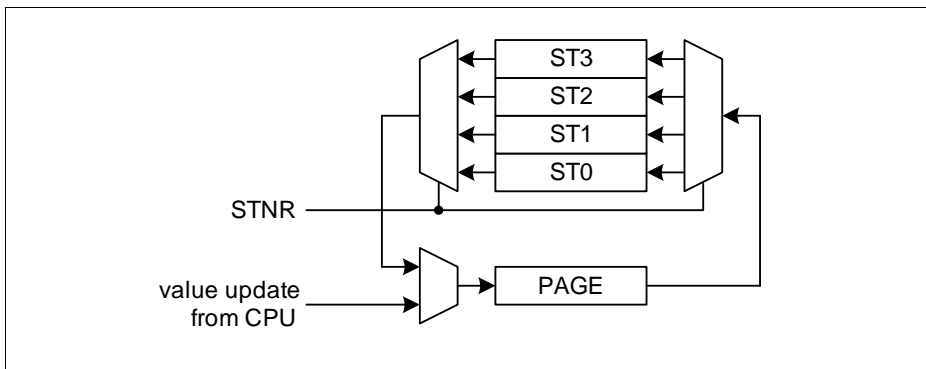 ST3
ST2
ST1
ST0
STNR
value update
from CPU
PAGE